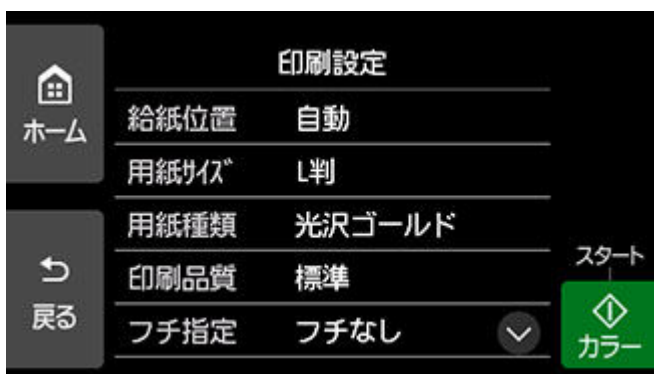 印刷設定
ホーム
給紙位置 自動
用紙サイズ L判
用紙種類 光沢ゴールド
印刷品質 標準
フチ指定 フチなし
戻る
スタート
カラー